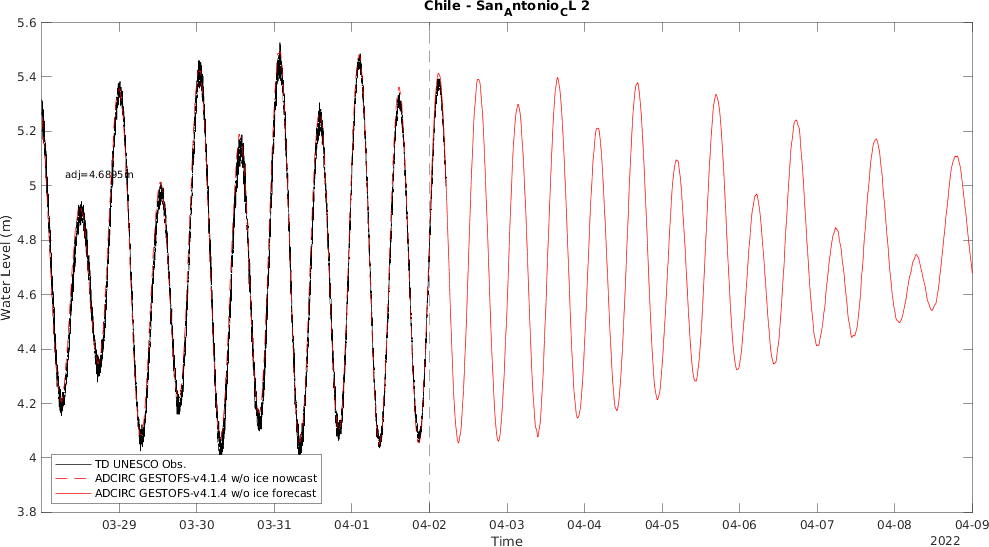 Chile - San_Antonio_CL 2
5.6
5.4
5.2
5
4.8
4.6
4.4
4.2
4
3.8
Water Level (m)
adj=4.6895m
TD UNESCO Obs.
ADCIRC GESTOFS-v4.1.4 w/o ice nowcast
ADCIRC GESTOFS-v4.1.4 w/o ice forecast
03-29 03-30 03-31 04-01 04-02 04-03 04-04 04-05 04-06 04-07 04-08 04-09
Time
2022